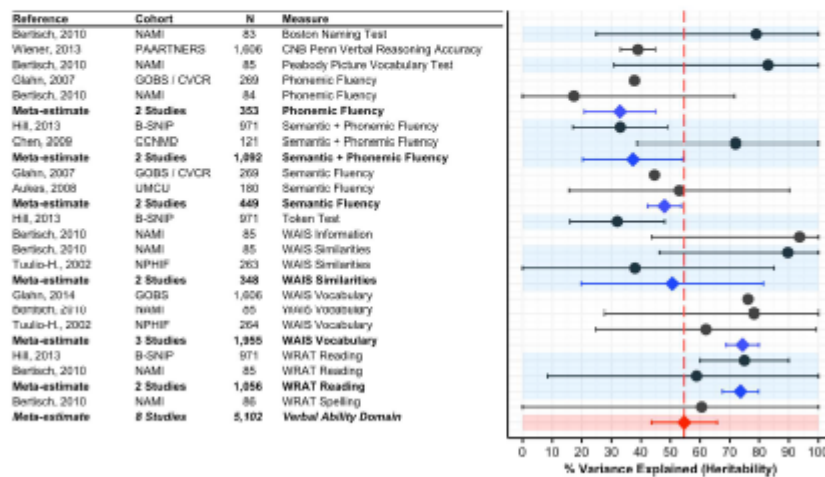 Reference Cohort N Measure
Bertisch, 2010 NAMI 83 Boston Naming Test
Wiener, 2013 PAARTNERS 1,606 CNB Penn Verbal Reasoning Accuracy
Bertisch, 2010 NAMI 85 Peabody Picture Vocabulary Test
Glahn, 2007 GOBS / CVCR 269 Phonemic Fluency
Bertisch, 2010 NAMI 84 Phonemic Fluency
Meta-estimate 2 Studies 353 Phonemic Fluency
Hill, 2013 B-SNIP 971 Semantic + Phonemic Fluency
Chen, 2009 CCNMD 121 Semantic + Phonemic Fluency
Meta-estimate 2 Studies 1,092 Semantic + Phonemic Fluency
Glahn, 2007 GOBS / CVCR 269 Semantic Fluency
Aukes, 2008 UMCU 180 Semantic Fluency
Meta-estimate 2 Studies 449 Semantic Fluency
Hill, 2013 B-SNIP 971 Token Test
Bertisch, 2010 NAMI 85 WAIS Information
Bertisch, 2010 NAMI 85 WAIS Similarities
Tuulio-H., 2002 NPHIF 263 WAIS Similarities
Meta-estimate 2 Studies 348 WAIS Similarities
Glahn, 2014 GOBS 1,606 WAIS Vocabulary
Bertisch, 2010 NAMI 85 WAIS Vocabulary
Tuulio-H., 2002 NPHIF 264 WAIS Vocabulary
Meta-estimate 3 Studies 1,955 WAIS Vocabulary
Hill, 2013 B-SNIP 971 WRAT Reading
Bertisch, 2010 NAMI 85 WRAT Reading
Meta-estimate 2 Studies 1,056 WRAT Reading
Bertisch, 2010 NAMI 86 WRAT Spelling
Meta-estimate 8 Studies 5,102 Verbal Ability Domain
0 10 20 30 40 50 60 70 80 90 100
% Variance Explained (Heritability)